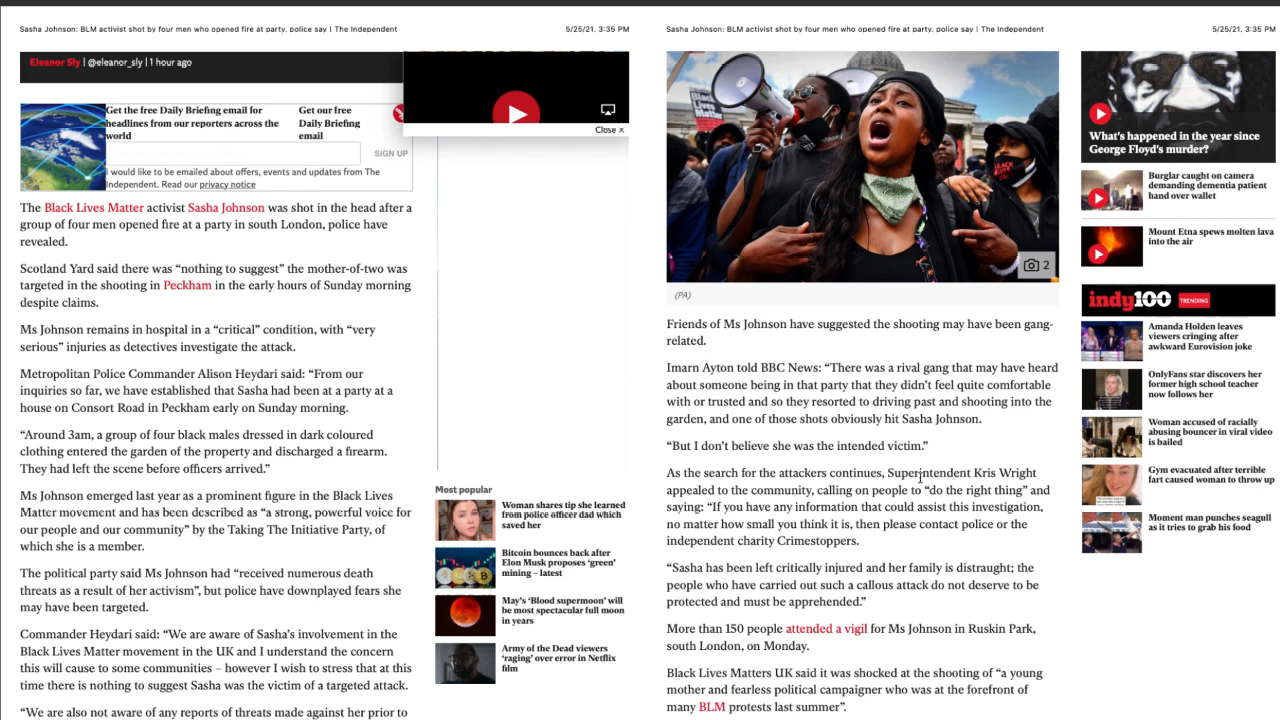 Sasha Johnson: BLM activist shot by four men who opened fire at party, police say | The Independent
5/25/21, 3:35 PM
Eleanor Sly | @eleanor_sly | 1 hour ago
Close x
Get the free Daily Briefing email for
headlines from our reporters across the
world
Get our free
Daily Briefing
email
SIGN UP
I would like to be emailed about offers, events and updates from The
Independent. Read our privacy notice
The Black Lives Matter activist Sasha Johnson was shot in the head after a
group of four men opened fire at a party in south London, police have
revealed.
Scotland Yard said there was “nothing to suggest” the mother-of-two was
targeted in the shooting in Peckham in the early hours of Sunday morning
despite claims.
Ms Johnson remains in hospital in a “critical” condition, with “very
serious” injuries as detectives investigate the attack.
Metropolitan Police Commander Alison Heydari said: “From our
inquiries so far, we have established that Sasha had been at a party at a
house on Consort Road in Peckham early on Sunday morning.
“Around 3am, a group of four black males dressed in dark coloured
clothing entered the garden of the property and discharged a firearm.
They had left the scene before officers arrived.”
Ms Johnson emerged last year as a prominent figure in the Black Lives
Matter movement and has been described as “a strong, powerful voice for
our people and our community” by the Taking The Initiative Party, of
which she is a member.
The political party said Ms Johnson had “received numerous death
threats as a result of her activism”, but police have downplayed fears she
may have been targeted.
Commander Heydari said: “We are aware of Sasha’s involvement in the
Black Lives Matter movement in the UK and I understand the concern
this will cause to some communities – however I wish to stress that at this
time there is nothing to suggest Sasha was the victim of a targeted attack.
“We are also not aware of any reports of threats made against her prior to
Most popular
Woman shares tip she learned
from police officer dad which
saved her
Bitcoin bounces back after
Elon Musk proposes ‘green’
mining – latest
May’s ‘Blood supermoon’ will
be most spectacular full moon
in years
Army of the Dead viewers
‘raging’ over error in Netflix
film
Sasha Johnson: BLM activist shot by four men who opened fire at party, police say | The Independent
5/25/21, 3:35 PM
Black
Lives
Matter
BLACK
2
(PA)
Friends of Ms Johnson have suggested the shooting may have been gang-
related.
Imarn Ayton told BBC News: “There was a rival gang that may have heard
about someone being in that party that they didn’t feel quite comfortable
with or trusted and so they resorted to driving past and shooting into the
garden, and one of those shots obviously hit Sasha Johnson.
“But I don’t believe she was the intended victim.”
As the search for the attackers continues, Superintendent Kris Wright
appealed to the community, calling on people to “do the right thing” and
saying: “If you have any information that could assist this investigation,
no matter how small you think it is, then please contact police or the
independent charity Crimestoppers.
“Sasha has been left critically injured and her family is distraught; the
people who have carried out such a callous attack do not deserve to be
protected and must be apprehended.”
More than 150 people attended a vigil for Ms Johnson in Ruskin Park,
south London, on Monday.
Black Lives Matters UK said it was shocked at the shooting of “a young
mother and fearless political campaigner who was at the forefront of
many BLM protests last summer”.
What’s happened in the year since
George Floyd’s murder?
Burglar caught on camera
demanding dementia patient
hand over wallet
Mount Etna spews molten lava
into the air
indy100 TRENDING
Amanda Holden leaves
viewers cringing after
awkward Eurovision joke
OnlyFans star discovers her
former high school teacher
now follows her
Woman accused of racially
abusing bouncer in viral video
is bailed
Gym evacuated after terrible
fart caused woman to throw up
Moment man punches seagull
as it tries to grab his food